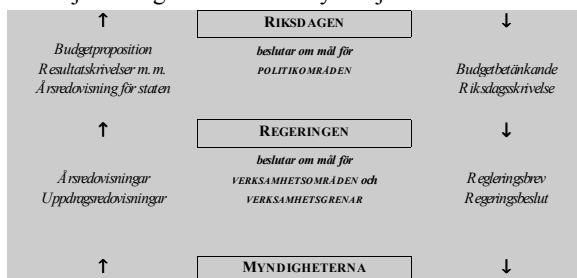 ↑ RIKSDAGEN ↓
Budgetproposition
Resultatskrivelser m. m.
Årsredovisning för staten
beslutar om mål för
POLITIKOMRÅDEN
Budgetbetänkande
Riksdagsskrivelse
↑ REGERINGEN ↓
Årsredovisningar
Uppdragsredovisningar
beslutar om mål för
VERKSAMHETSOMRÅDEN och
VERKSAMHETSGRENAR
Regleringsbrev
Regeringsbeslut
↑ MYNDIGHETERNA ↓